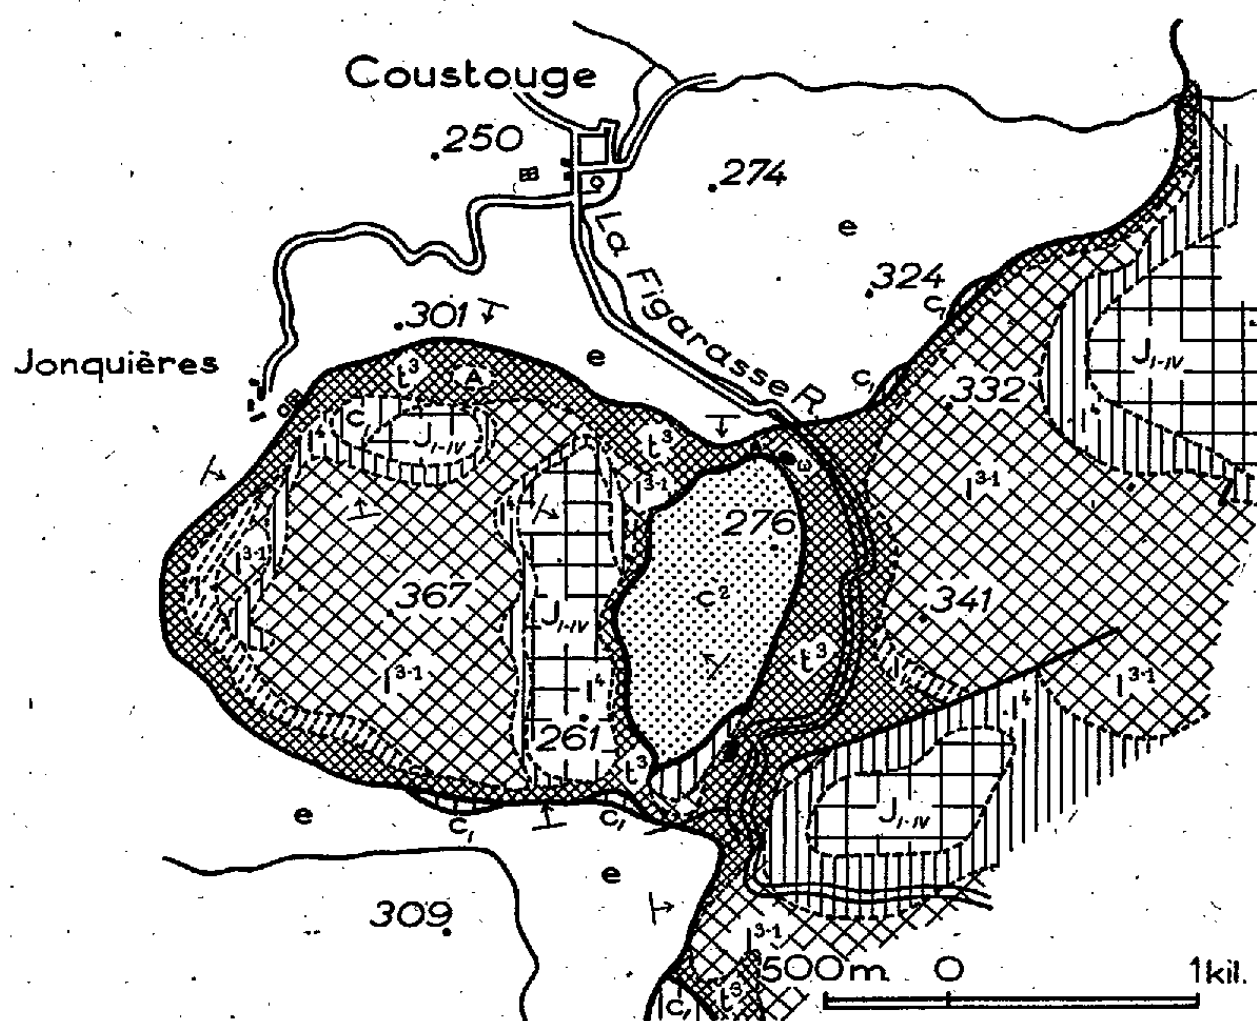 Coustouge
.250
.274
e
La Figarasse R.
.324
c₁
.301
e
Jonquières
t³
A
c₁
.332
J I-IV
c₁
J I-IV
l⁴
t³
l³⁻¹
ω
l³⁻¹
l⁴
276
l³⁻¹
c²
.367
.341
J I-IV
t³
l³⁻¹
l³⁻¹
l⁴
l⁴
261
t³
J I-IV
e
c₁
c₁
e
309
l³⁻¹
500m 0 1kil.
t³
c₁